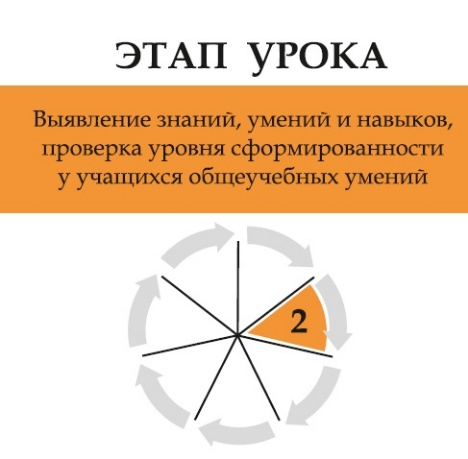 ЭТАП УРОКА
Выявление знаний, умений и навыков,
проверка уровня сформированности
у учащихся общеучебных умений
2